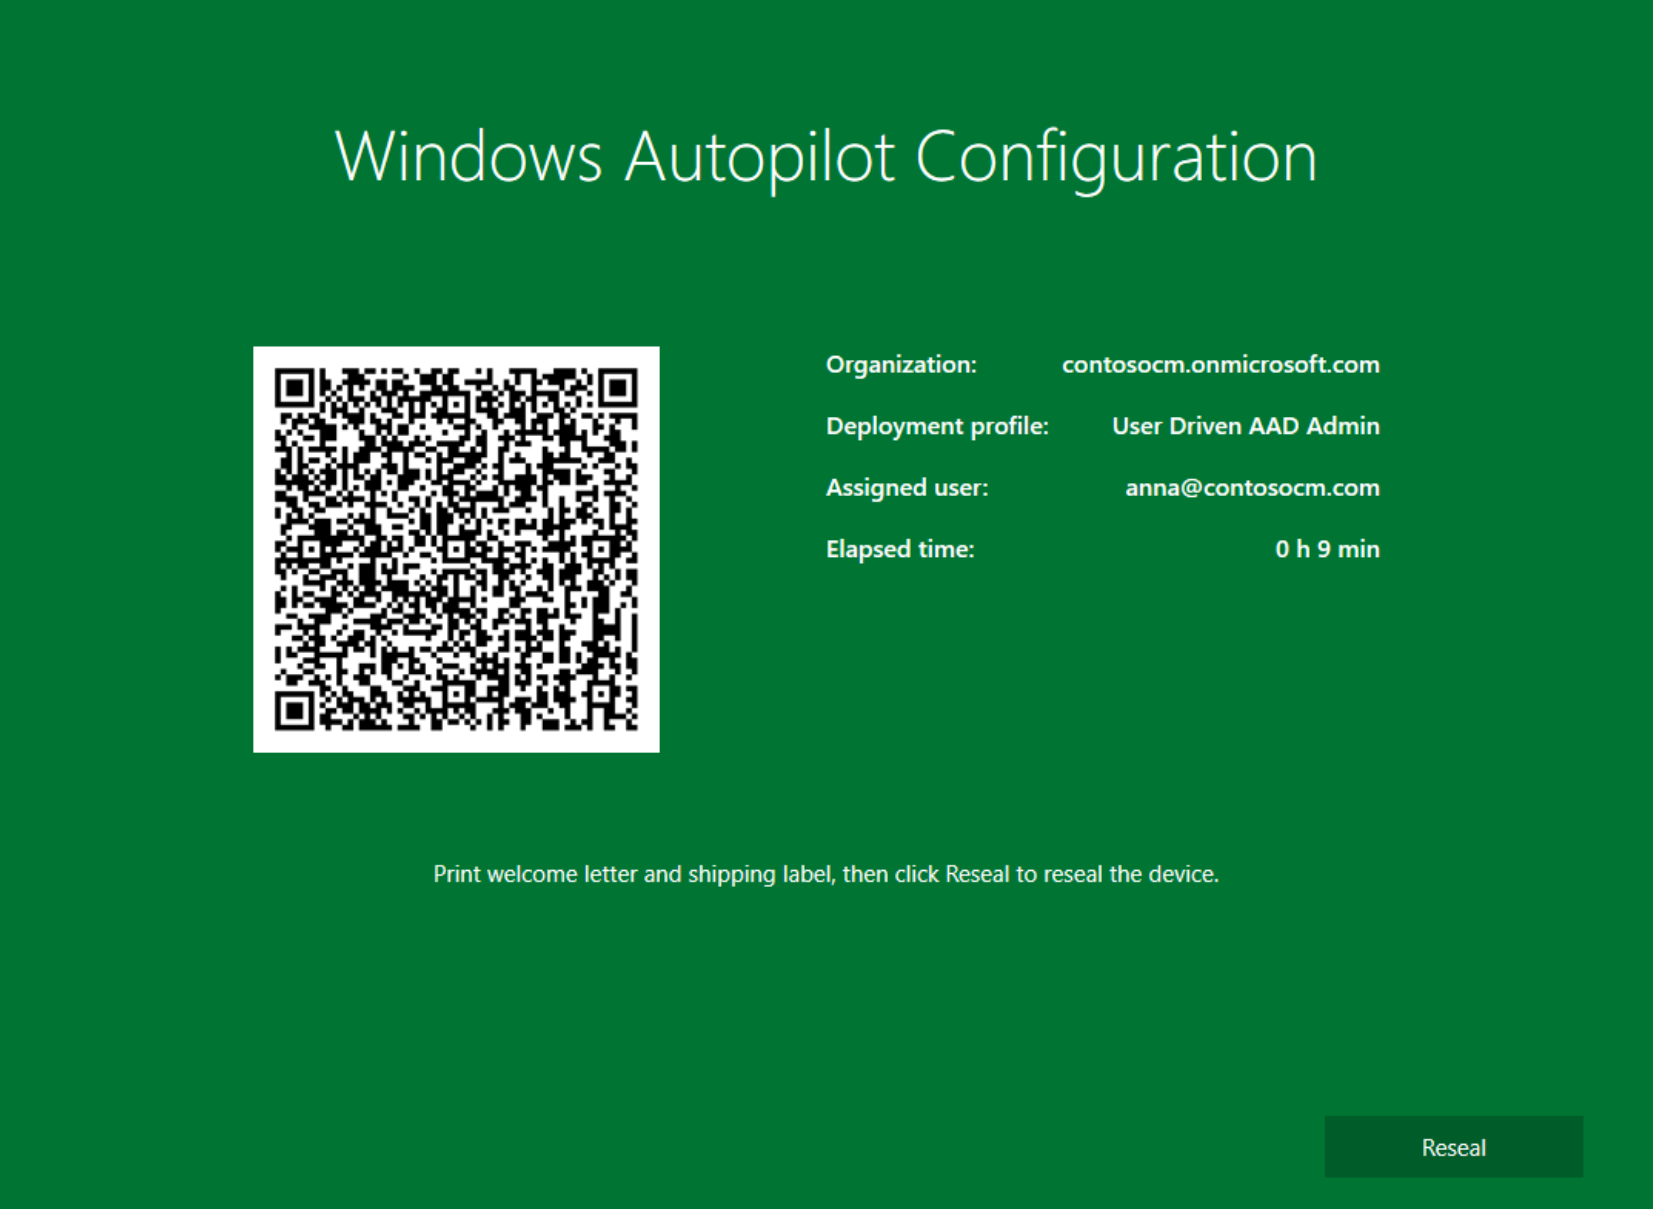 Windows Autopilot Configuration
Organization: contosocm.onmicrosoft.com
Deployment profile: User Driven AAD Admin
Assigned user: anna@contosocm.com
Elapsed time: 0 h 9 min
Print welcome letter and shipping label, then click Reseal to reseal the device.
Reseal